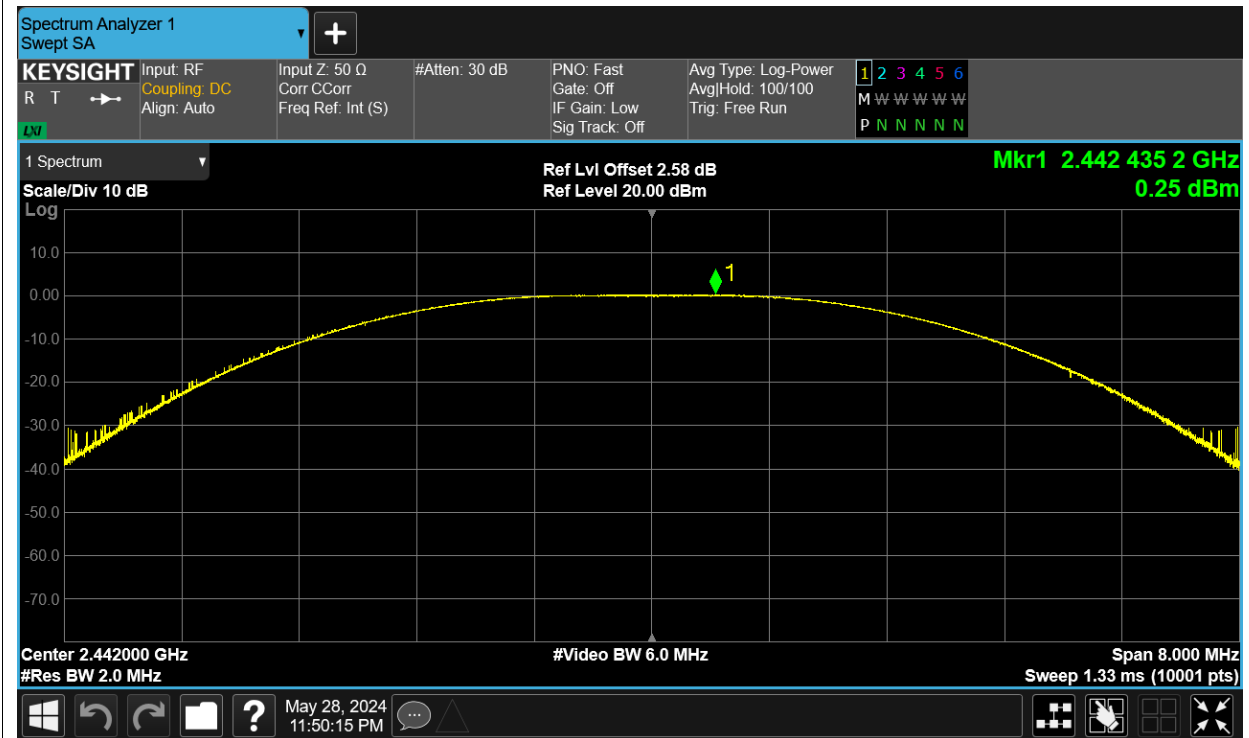 Spectrum Analyzer 1
Swept SA
KEYSIGHT
R T
LXI
Input: RF
Coupling: DC
Align: Auto
Input Z: 50 Ω
Corr CCorr
Freq Ref: Int (S)
#Atten: 30 dB
PNO: Fast
Gate: Off
IF Gain: Low
Sig Track: Off
Avg Type: Log-Power
Avg|Hold: 100/100
Trig: Free Run
1 2 3 4 5 6
M W W W W W
P N N N N N
1 Spectrum
Scale/Div 10 dB
Log
Ref Lvl Offset 2.58 dB
Ref Level 20.00 dBm
Mkr1 2.442 435 2 GHz
0.25 dBm
10.0
0.00
-10.0
-20.0
-30.0
-40.0
-50.0
-60.0
-70.0
1
Center 2.442000 GHz
#Res BW 2.0 MHz
#Video BW 6.0 MHz
Span 8.000 MHz
Sweep 1.33 ms (10001 pts)
?
May 28, 2024
11:50:15 PM